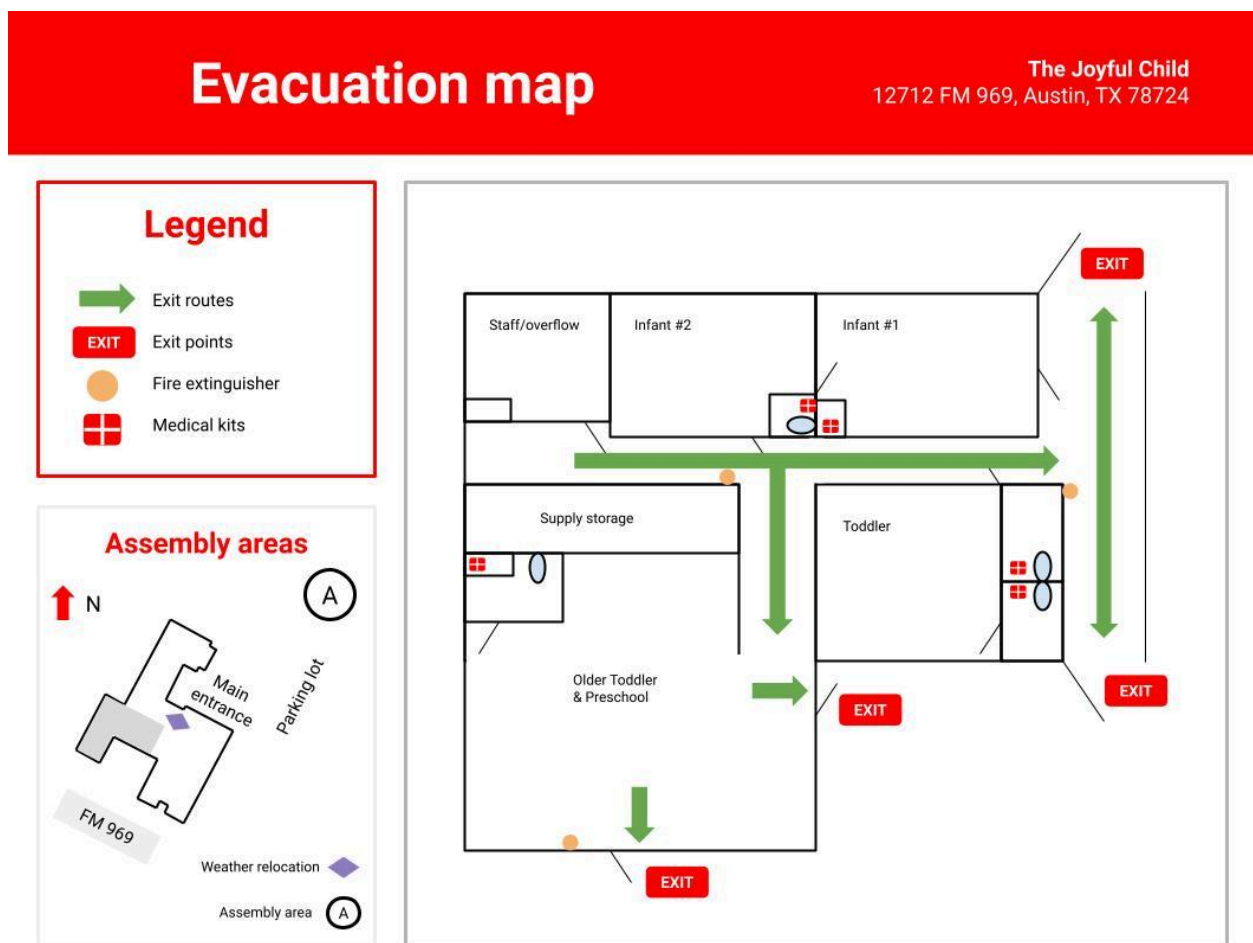 Evacuation map
The Joyful Child
12712 FM 969, Austin, TX 78724
Legend
Exit routes
EXIT
Exit points
Fire extinguisher
Medical kits
Assembly areas
N
A
Main
entrance
Parking lot
FM 969
Weather relocation
Assembly area
A
EXIT
Staff/overflow
Infant #2
Infant #1
Supply storage
Toddler
Older Toddler
& Preschool
EXIT
EXIT
EXIT